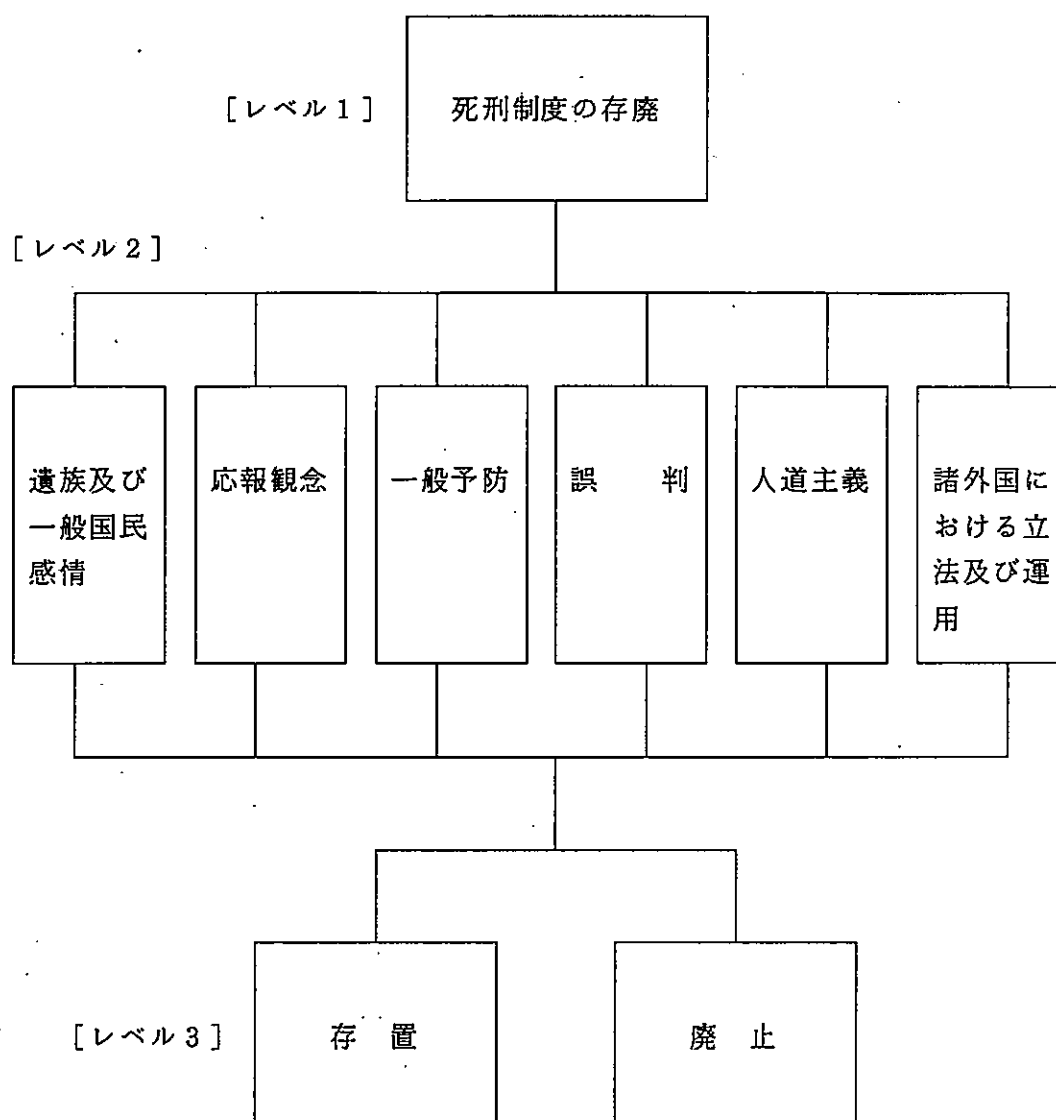 [レベル1]
死刑制度の存廃
[レベル2]
遺族及び
一般国民
感情
応報観念
一般予防
誤 判
人道主義
諸外国に
おける立
法及び運
用
[レベル3]
存 置
廃 止